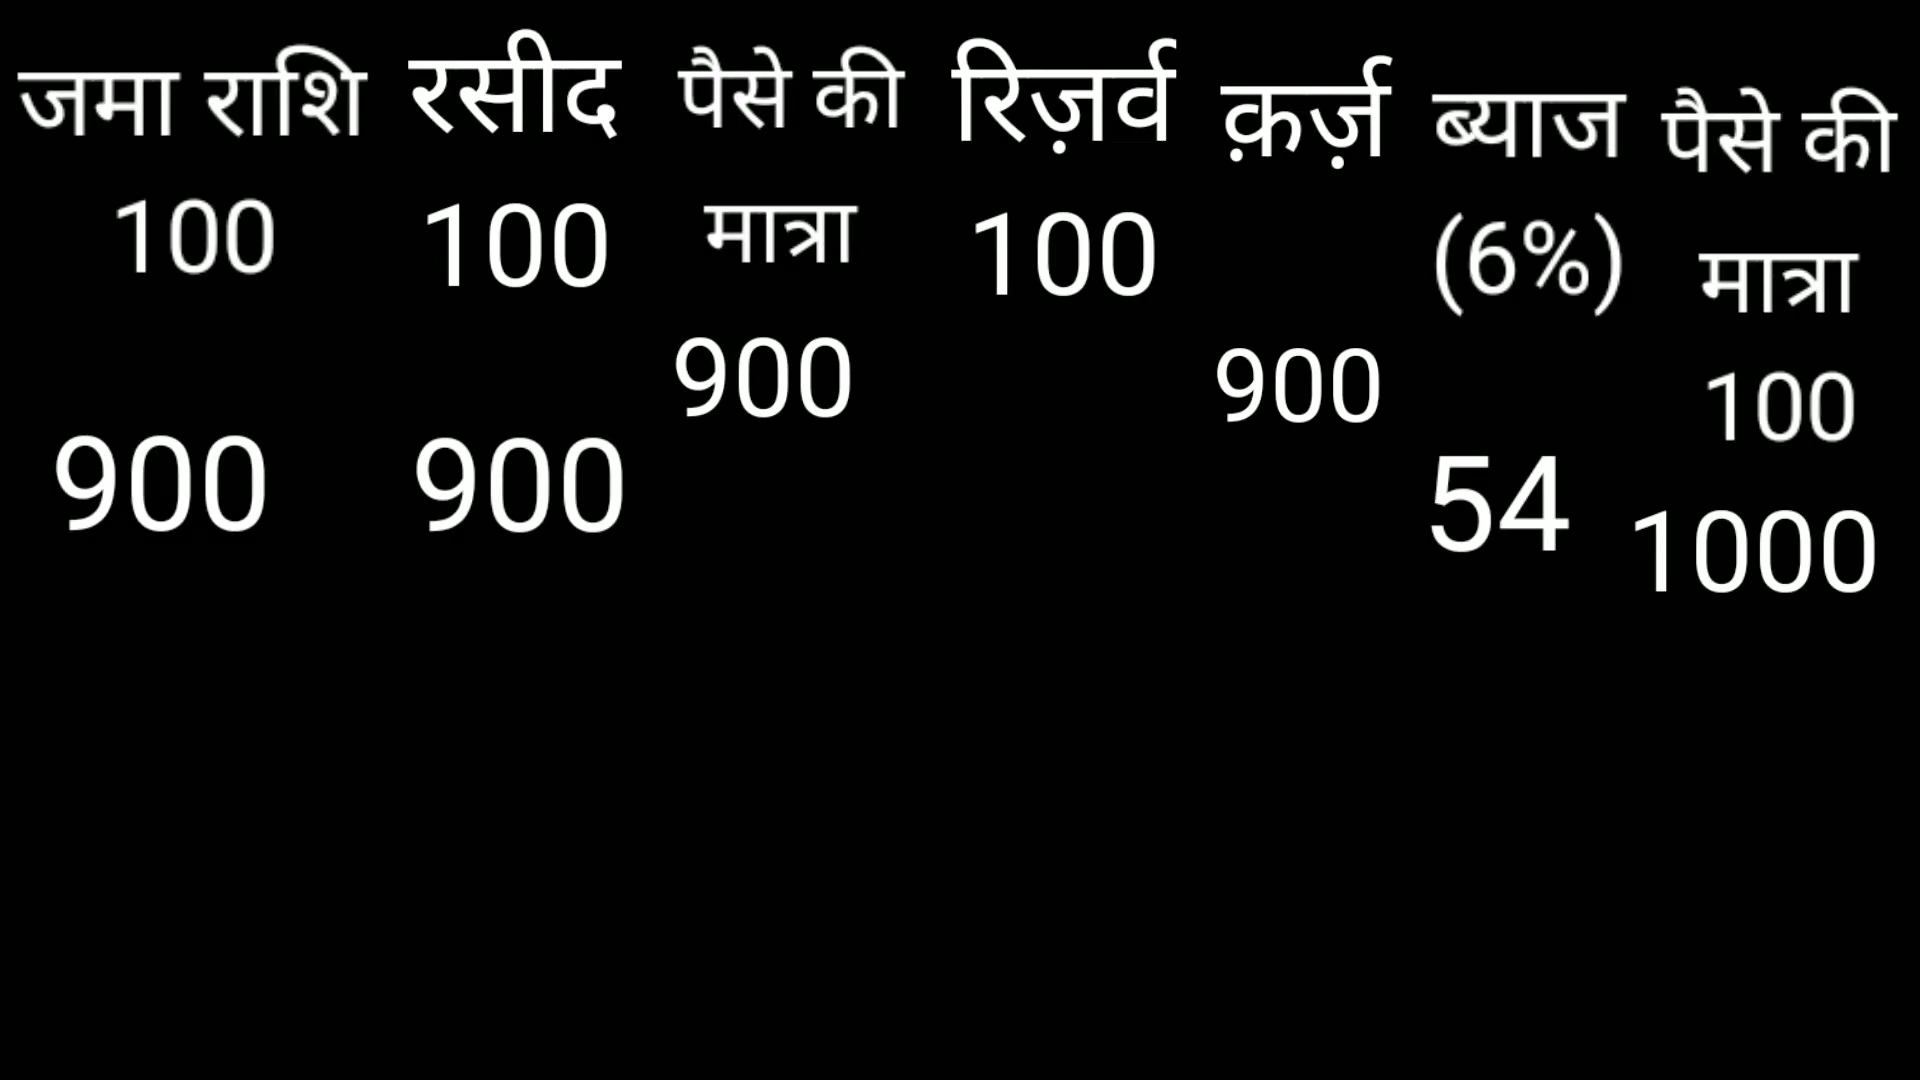 जमा राशि रसीद पैसे की रिज़र्व क़र्ज़ ब्याज पैसे की
100 100 मात्रा 100 (6%) मात्रा
900 900 100
900 900 54 1000